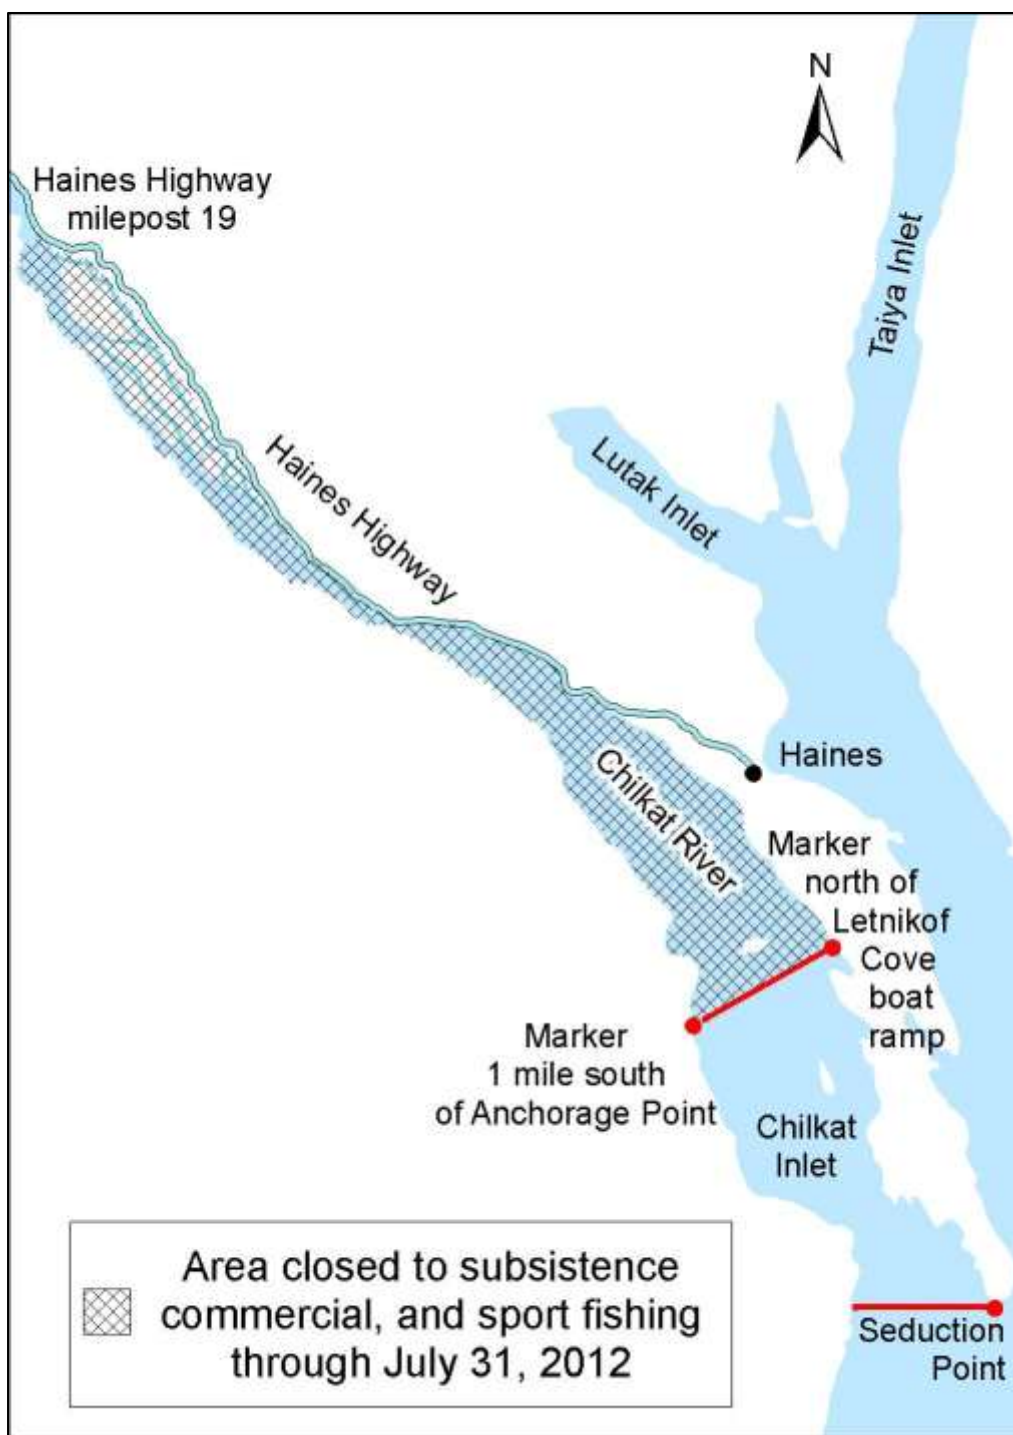 N
Haines Highway
milepost 19
Taiya Inlet
Lutak Inlet
Haines Highway
Haines
Chilkat River
Marker
north of
Letnikof
Cove
boat
ramp
Marker
1 mile south
of Anchorage Point
Chilkat
Inlet
Area closed to subsistence
commercial, and sport fishing
through July 31, 2012
Seduction
Point